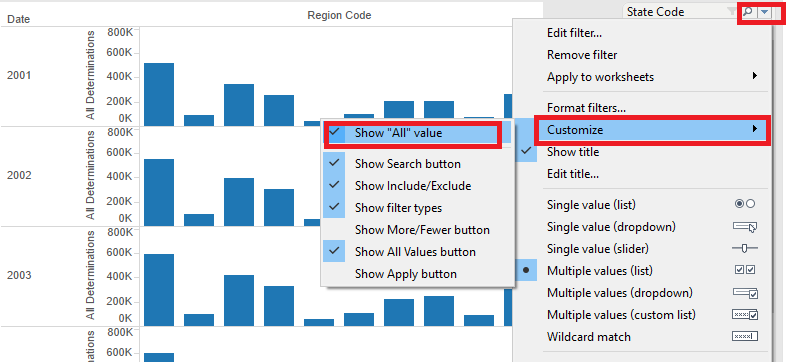 Date
Region Code
State Code
2001
All Determinations
800K
600K
400K
200K
0K
2002
All Determinations
800K
600K
400K
200K
0K
2003
All Determinations
800K
600K
400K
200K
0K
800K
600K
Show "All" value
Show Search button
Show Include/Exclude
Show filter types
Show More/Fewer button
Show All Values button
Show Apply button
Edit filter...
Remove filter
Apply to worksheets
Format filters...
Customize
Show title
Edit title...
Single value (list)
Single value (dropdown)
Single value (slider)
Multiple values (list)
Multiple values (dropdown)
Multiple values (custom list)
Wildcard match